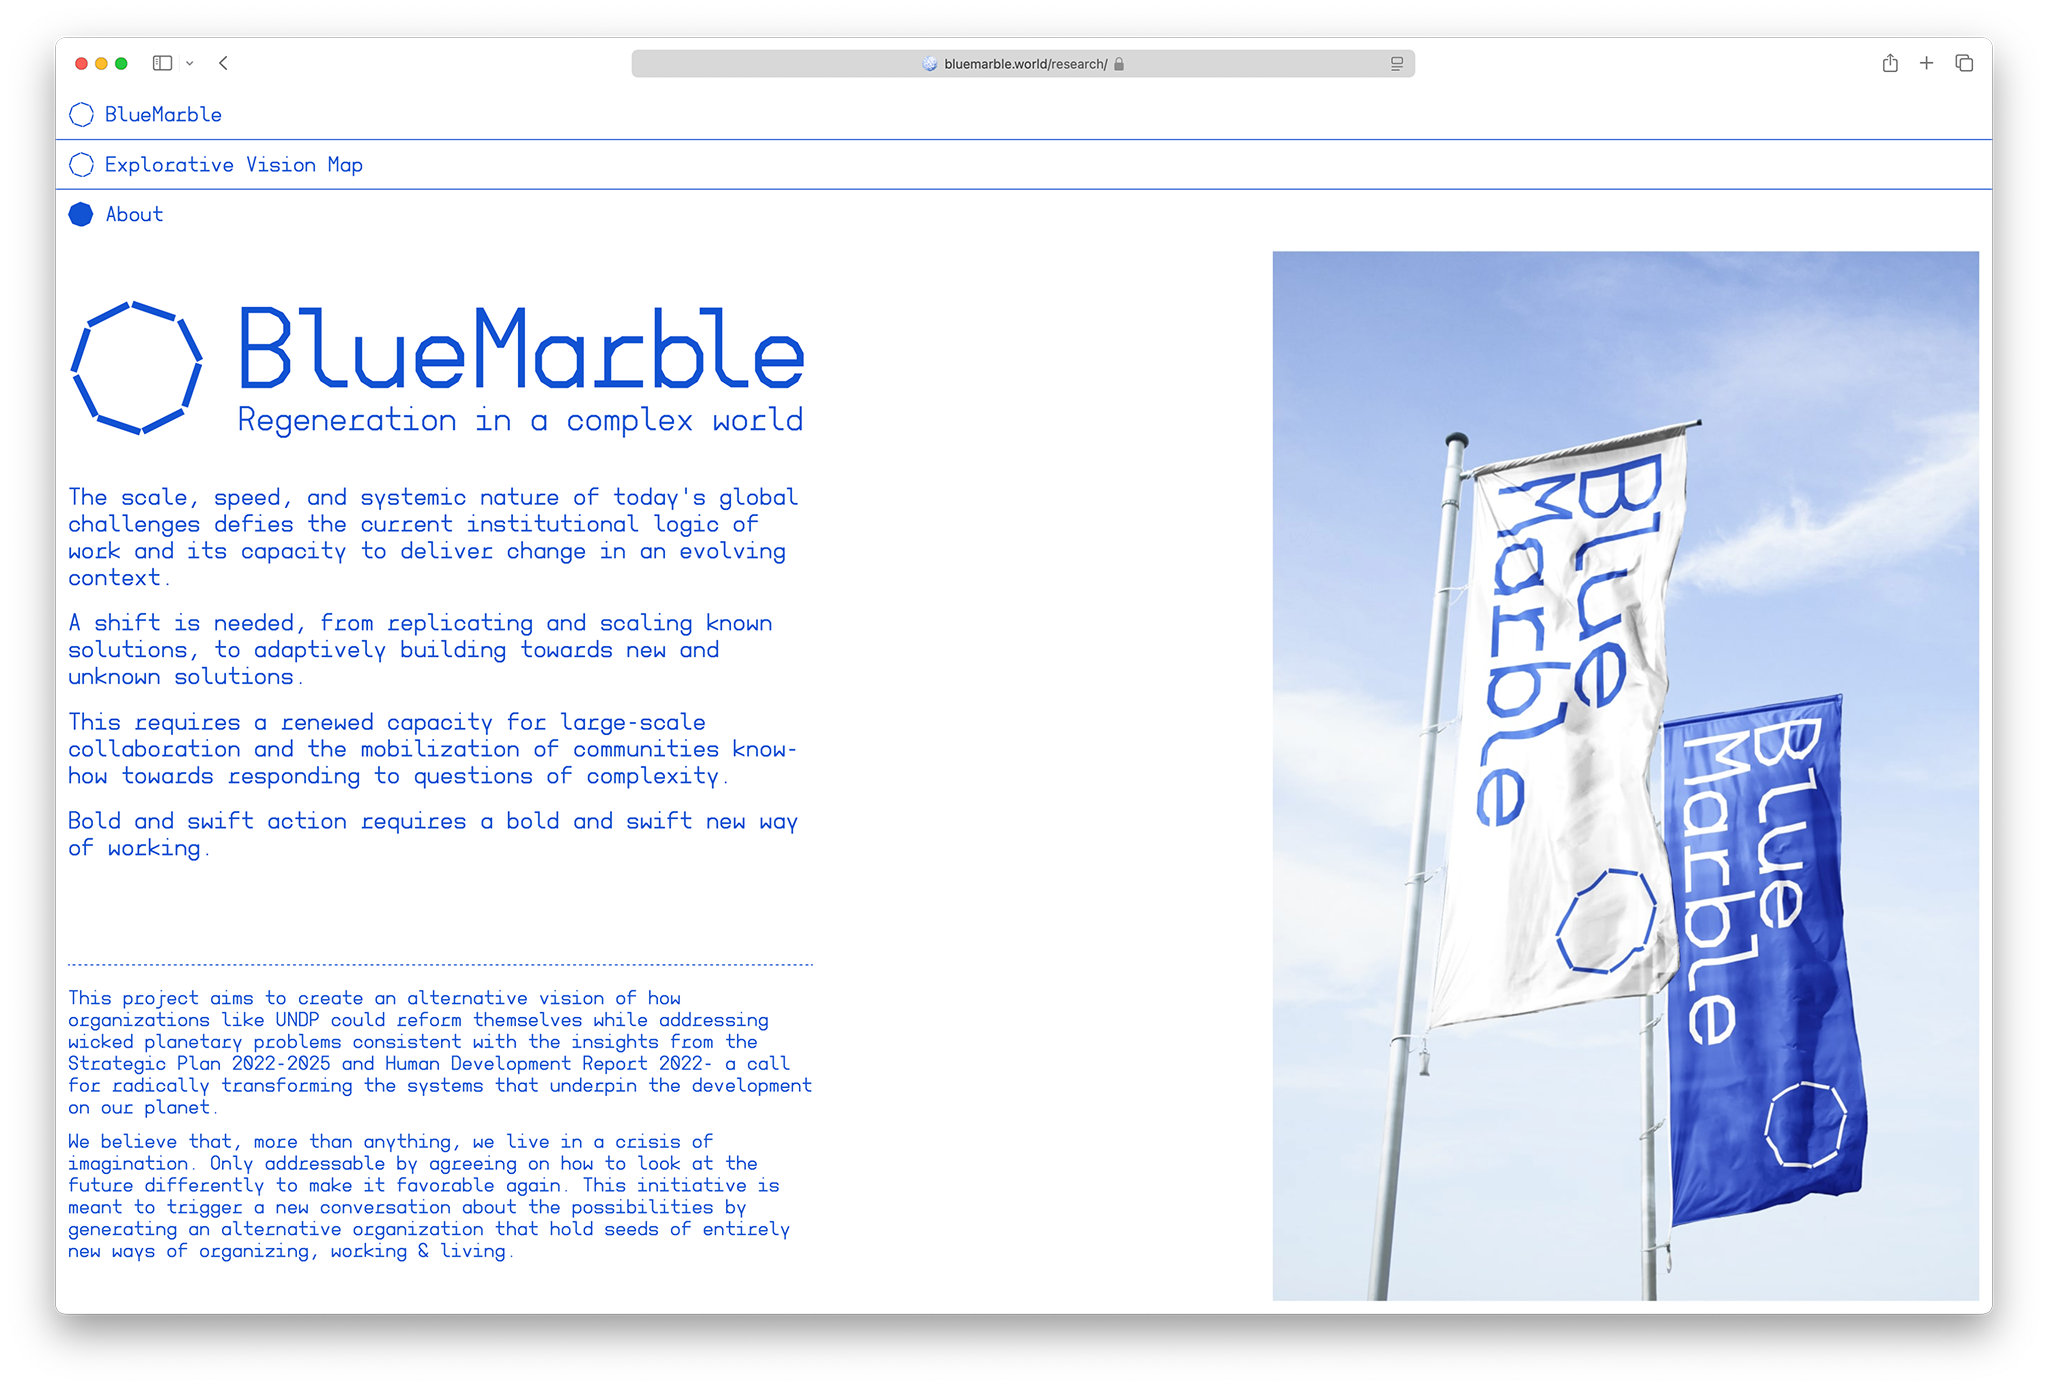 bluemarble.world/research/
BlueMarble
Explorative Vision Map
About
BlueMarble
Regeneration in a complex world
The scale, speed, and systemic nature of today's global
challenges defies the current institutional logic of
work and its capacity to deliver change in an evolving
context.
A shift is needed, from replicating and scaling known
solutions, to adaptively building towards new and
unknown solutions.
This requires a renewed capacity for large-scale
collaboration and the mobilization of communities know-
how towards responding to questions of complexity.
Bold and swift action requires a bold and swift new way
of working.
This project aims to create an alternative vision of how
organizations like UNDP could reform themselves while addressing
wicked planetary problems consistent with the insights from the
Strategic Plan 2022-2025 and Human Development Report 2022- a call
for radically transforming the systems that underpin the development
on our planet.
We believe that, more than anything, we live in a crisis of
imagination. Only addressable by agreeing on how to look at the
future differently to make it favorable again. This initiative is
meant to trigger a new conversation about the possibilities by
generating an alternative organization that hold seeds of entirely
new ways of organizing, working & living.
Blue
Marble
Blue
Marble